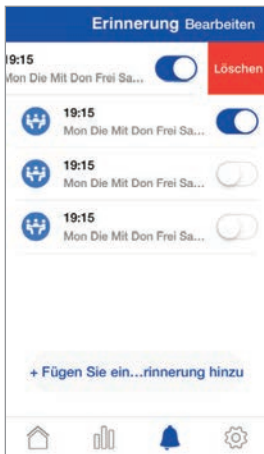 Erinnerung Bearbeiten
19:15
Mon Die Mit Don Frei Sa...
Löschen
19:15
Mon Die Mit Don Frei Sa...
19:15
Mon Die Mit Don Frei Sa...
19:15
Mon Die Mit Don Frei Sa...
+ Fügen Sie ein...rinnerung hinzu